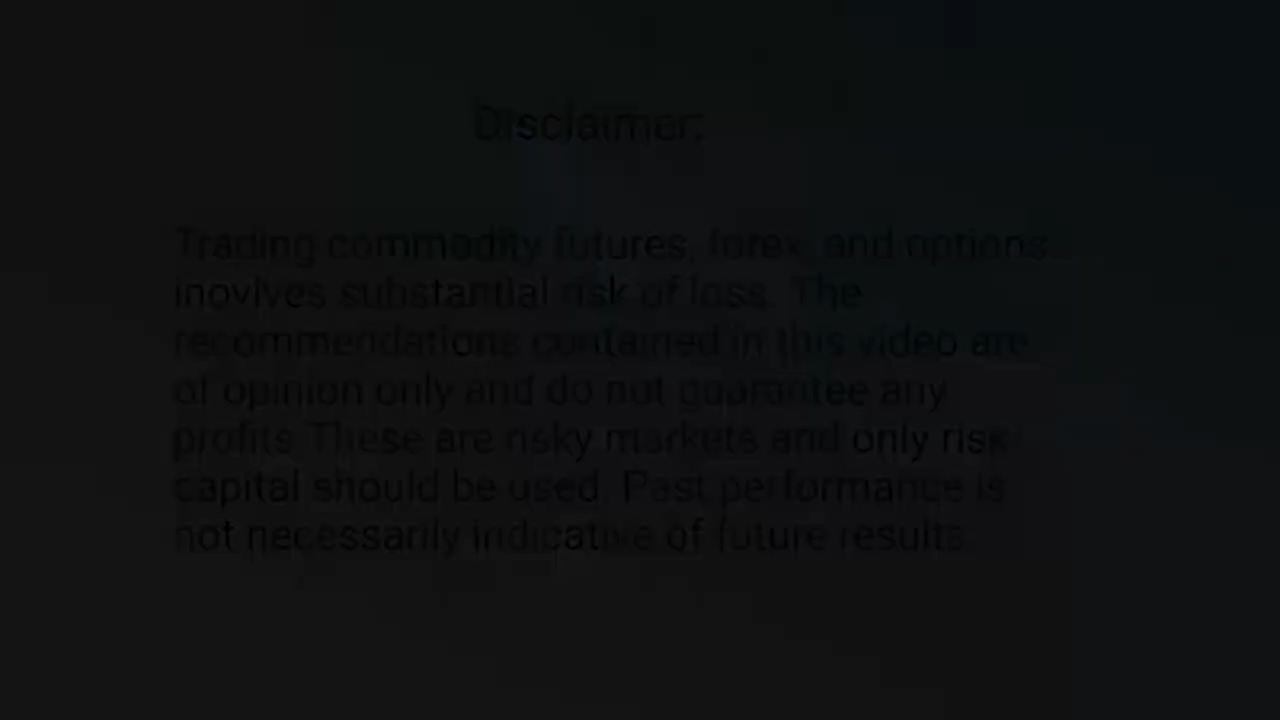 Disclaimer:
Trading commodity futures, forex, and options
inovlves substantial risk of loss. The
recommendations contained in this video are
of opinion only and do not guarantee any
profits. These are risky markets and only risk
capital should be used. Past performance is
not necessarily indicative of future results.